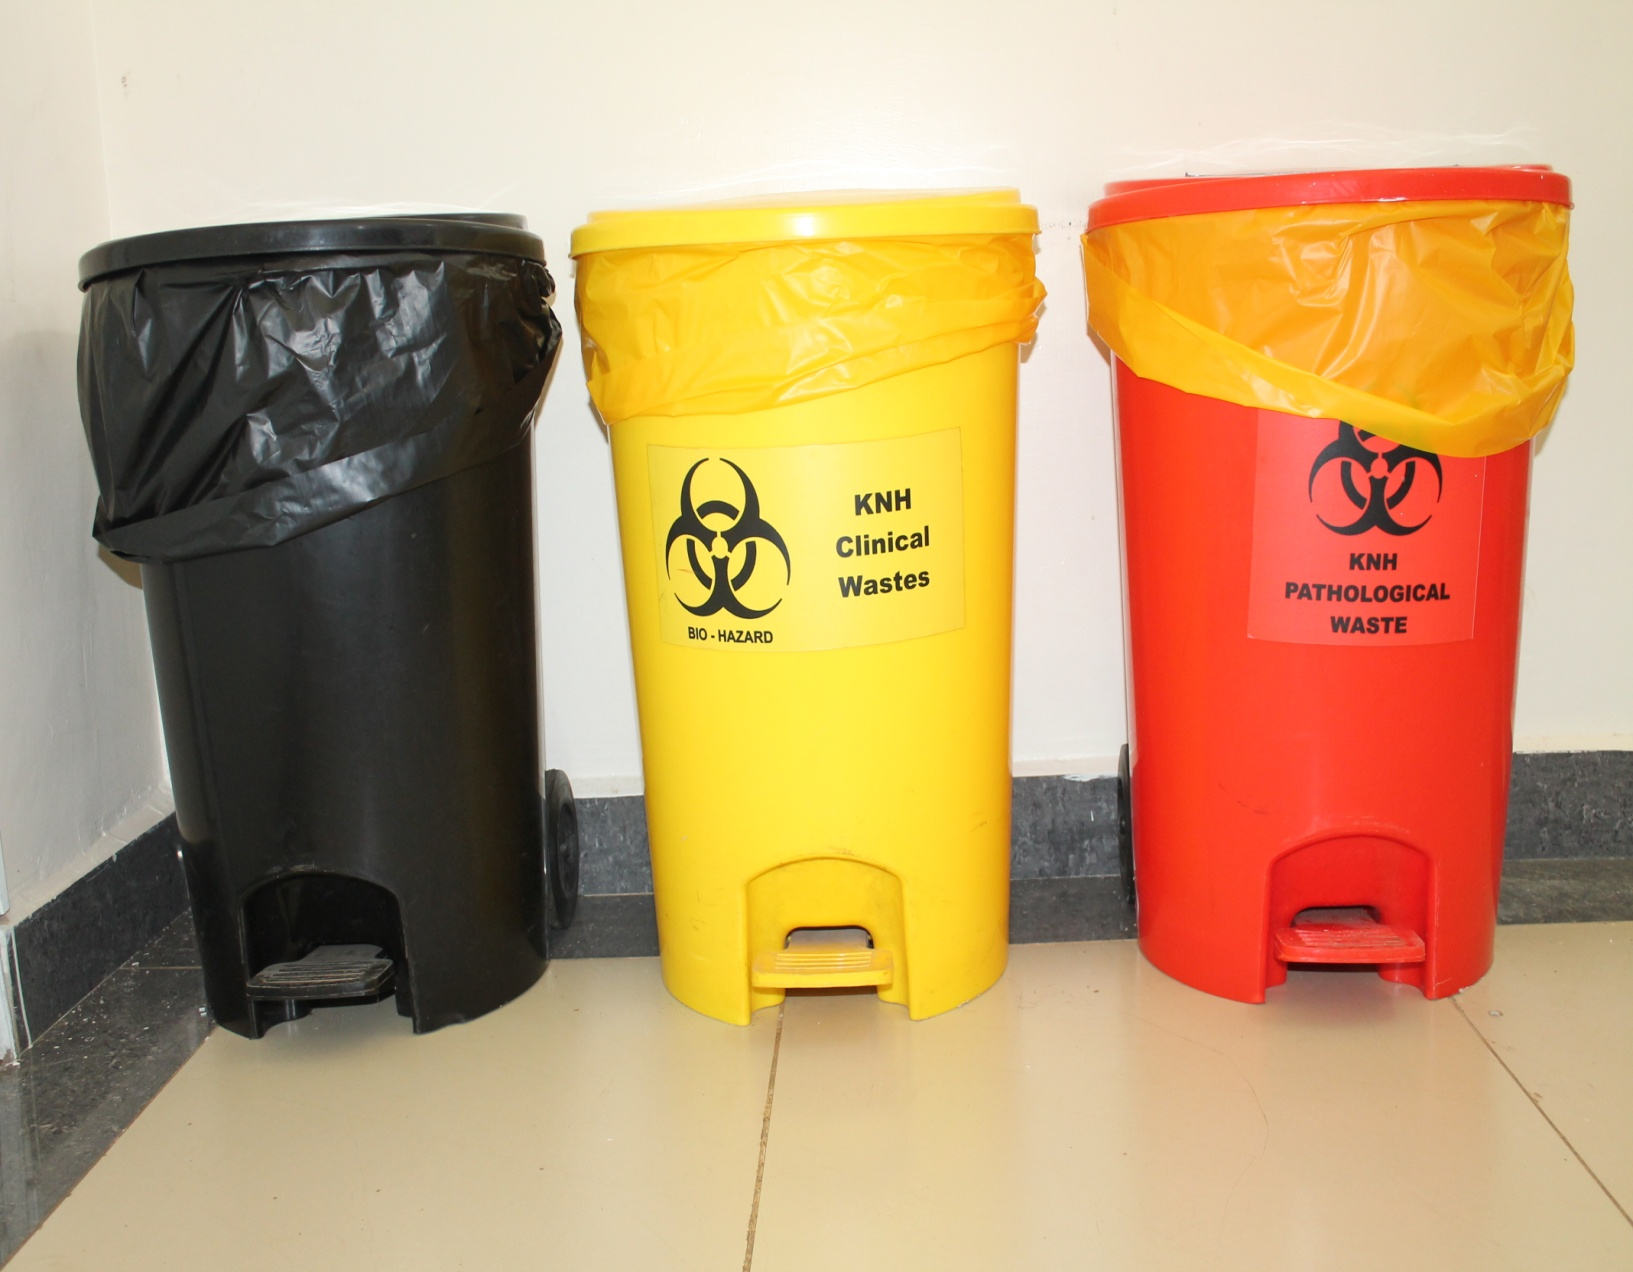 KNH
Clinical
Wastes
BIO - HAZARD
KNH
PATHOLOGICAL
WASTE